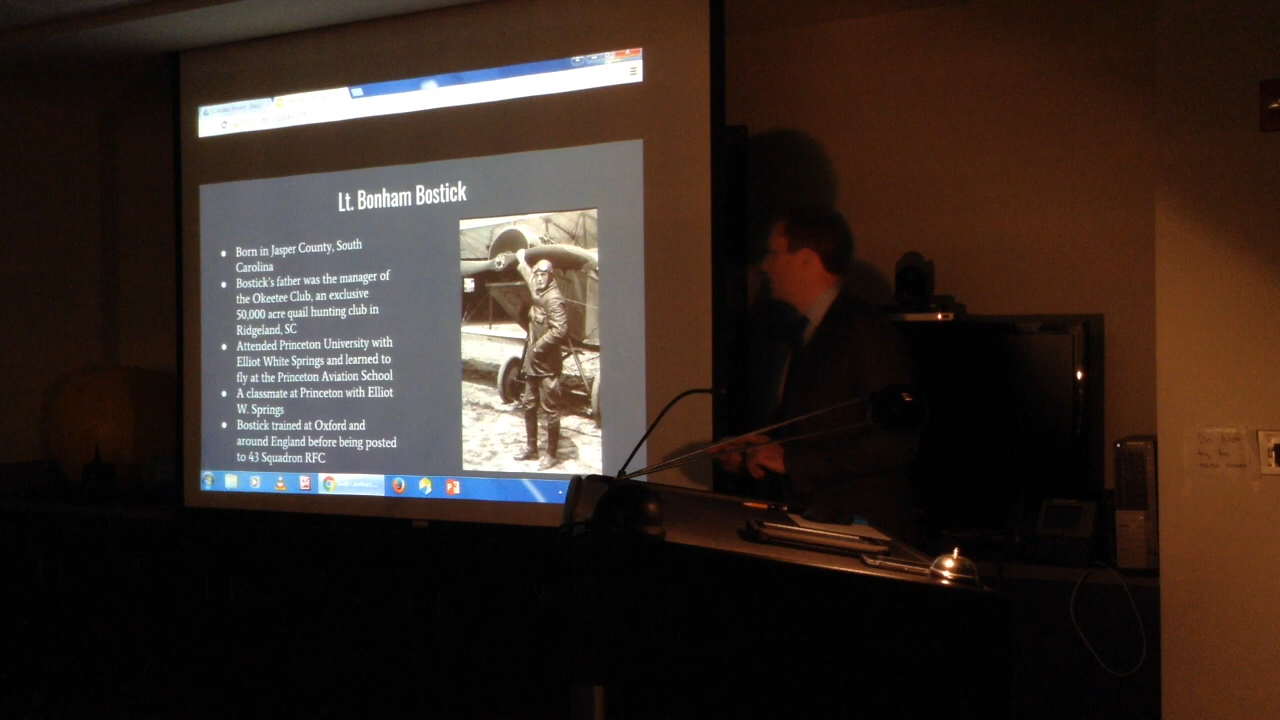 Lt. Bonham Bostick
● Born in Jasper County, South
Carolina
● Bostick's father was the manager of
the Okeetee Club, an exclusive
50,000 acre quail hunting club in
Ridgeland, SC
● Attended Princeton University with
Elliot White Springs and learned to
fly at the Princeton Aviation School
● A classmate at Princeton with Elliot
W. Springs
● Bostick trained at Oxford and
around England before being posted
to 43 Squadron RFC
Do Not